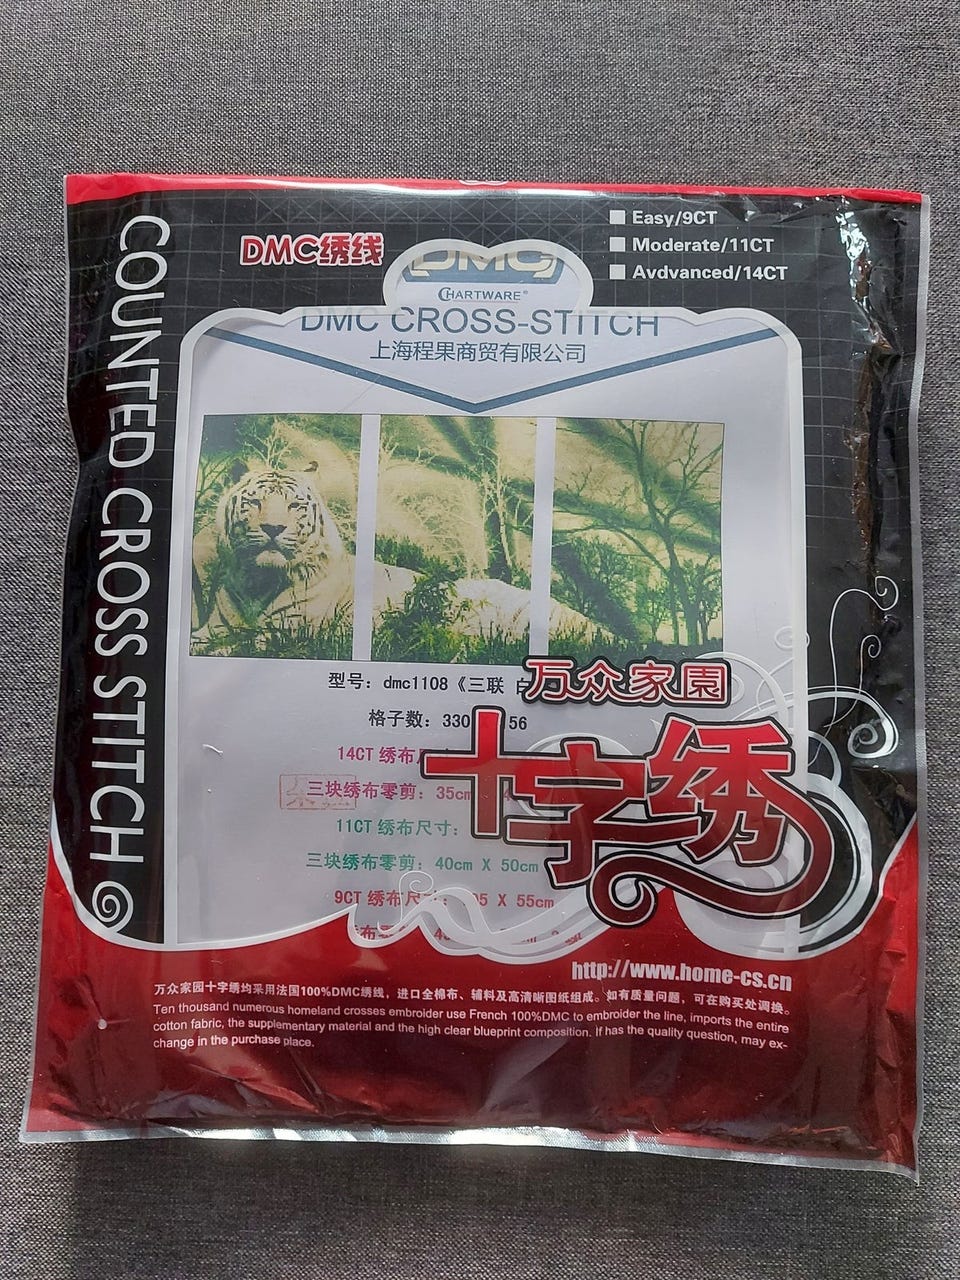 COUNTED CROSS STITCH
DMC绣线
DMC
CHARTWARE®
Easy/9CT
Moderate/11CT
Avdvanced/14CT
DMC CROSS-STITCH
上海程果商贸有限公司
型号：dmc1108《三联 白
格子数：330 56
14CT 绣布
三块绣布零剪：35cm
11CT 绣布尺寸：
三块绣布零剪：40cm X 50cm
9CT 绣布尺寸： 05 X 55cm
万众家園
十字绣
http://www.home-cs.cn
万众家园十字绣均采用法国100%DMC绣线，进口全棉布、辅料及高清晰图纸组成。如有质量问题，可在购买处调换。
Ten thousand numerous homeland crosses embroider use French 100%DMC to embroider the line, imports the entire
cotton fabric, the supplementary material and the high clear blueprint composition. If has the quality question, may ex-
change in the purchase place.